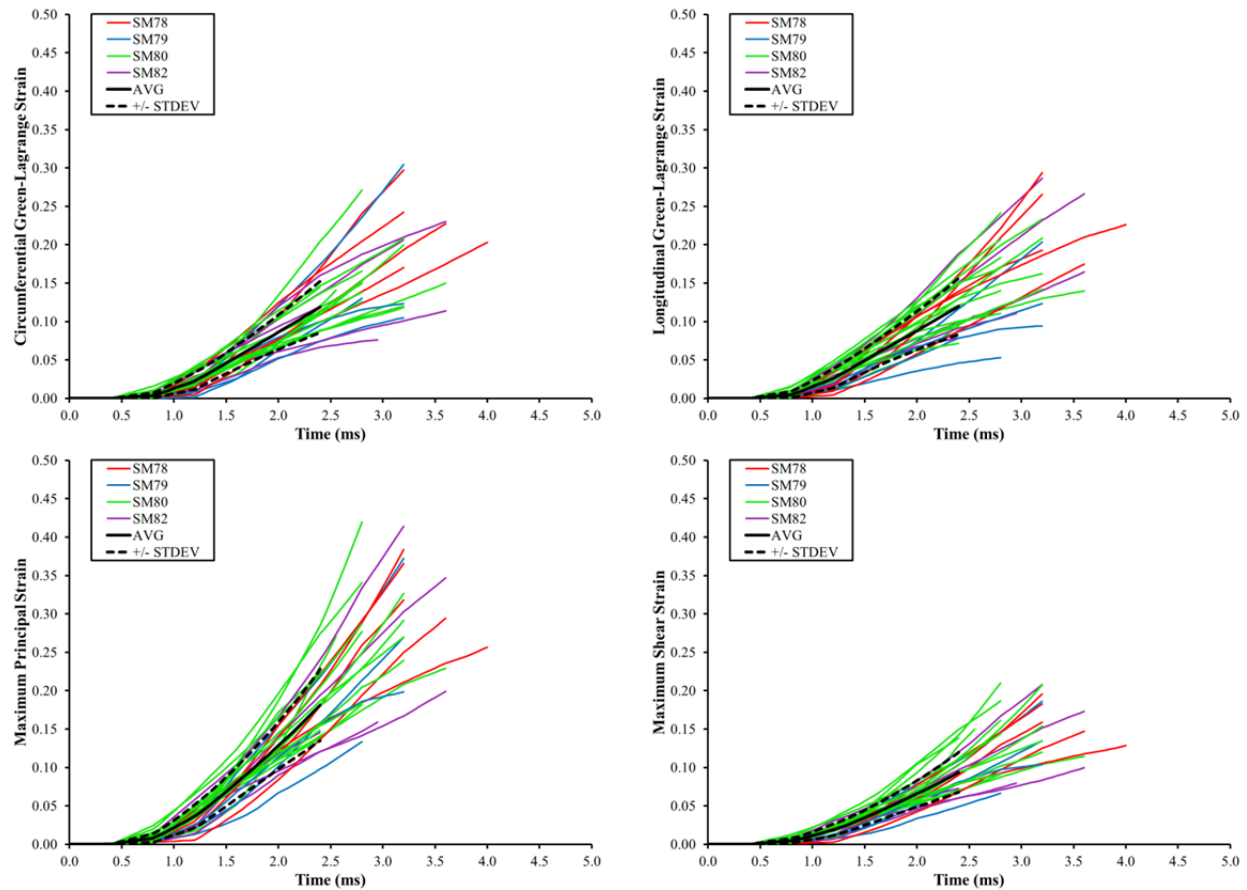 0.50
0.45
0.40
0.35
0.30
0.25
0.20
0.15
0.10
0.05
0.00
Circumferential Green-Lagrange Strain
SM78
SM79
SM80
SM82
AVG
+/- STDEV
0.0 0.5 1.0 1.5 2.0 2.5 3.0 3.5 4.0 4.5 5.0
Time (ms)
0.50
0.45
0.40
0.35
0.30
0.25
0.20
0.15
0.10
0.05
0.00
Longitudinal Green-Lagrange Strain
SM78
SM79
SM80
SM82
AVG
+/- STDEV
0.0 0.5 1.0 1.5 2.0 2.5 3.0 3.5 4.0 4.5 5.0
Time (ms)
0.50
0.45
0.40
0.35
0.30
0.25
0.20
0.15
0.10
0.05
0.00
Maximum Principal Strain
SM78
SM79
SM80
SM82
AVG
+/- STDEV
0.0 0.5 1.0 1.5 2.0 2.5 3.0 3.5 4.0 4.5 5.0
Time (ms)
0.50
0.45
0.40
0.35
0.30
0.25
0.20
0.15
0.10
0.05
0.00
Maximum Shear Strain
SM78
SM79
SM80
SM82
AVG
+/- STDEV
0.0 0.5 1.0 1.5 2.0 2.5 3.0 3.5 4.0 4.5 5.0
Time (ms)